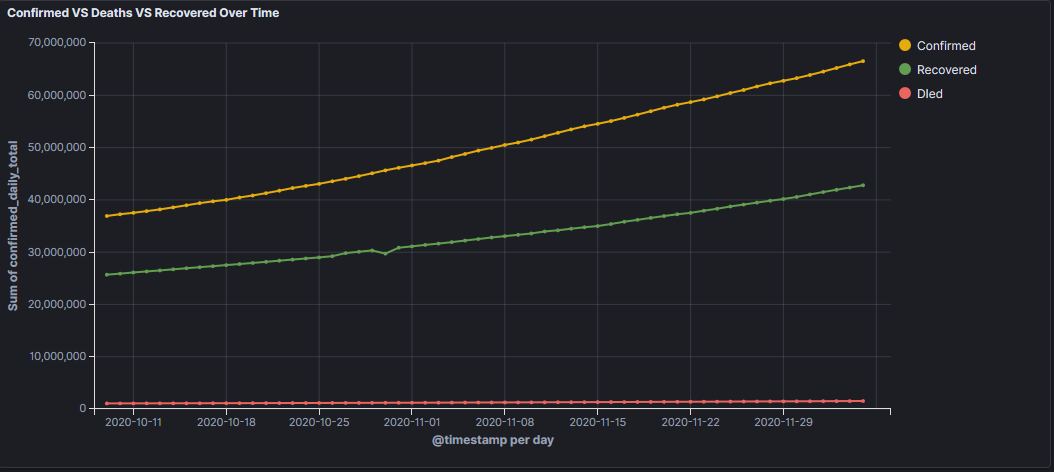 Confirmed VS Deaths VS Recovered Over Time
70,000,000
60,000,000
50,000,000
40,000,000
30,000,000
20,000,000
10,000,000
0
Sum of confirmed_daily_total
2020-10-11 2020-10-18 2020-10-25 2020-11-01 2020-11-08 2020-11-15 2020-11-22 2020-11-29
@timestamp per day
Confirmed
Recovered
DIed